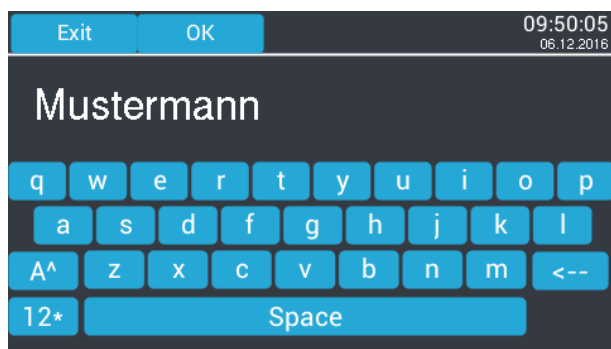 Exit OK 09:50:05
06.12.2016
Mustermann
q w e r t y u i o p
a s d f g h j k l
A^ z x c v b n m <--
12* Space